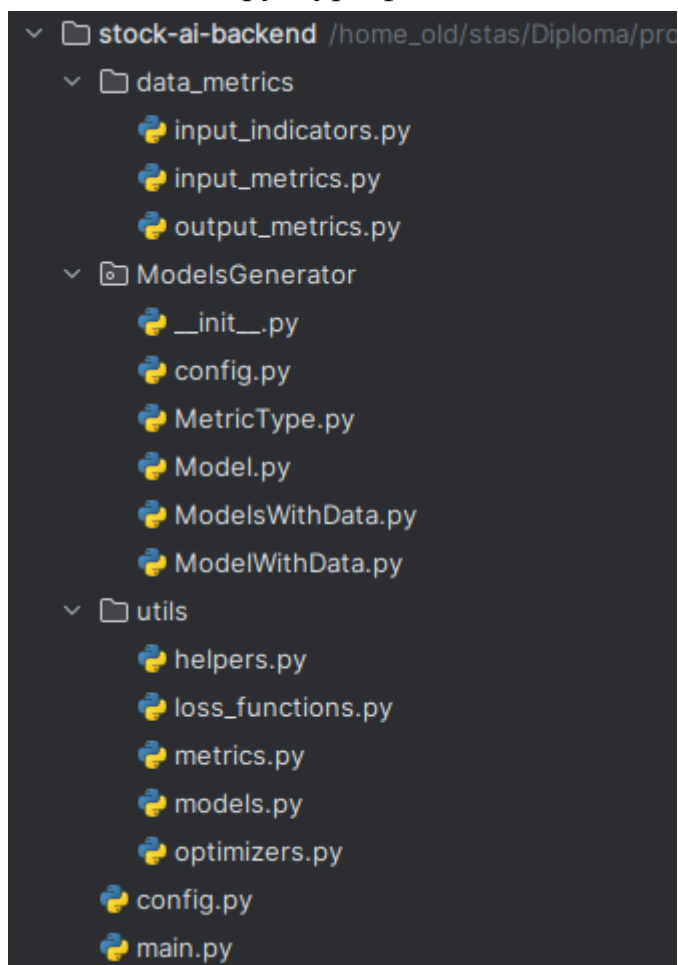 stock-ai-backend /home_old/stas/Diploma/pro
data_metrics
input_indicators.py
input_metrics.py
output_metrics.py
ModelsGenerator
__init__.py
config.py
MetricType.py
Model.py
ModelsWithData.py
ModelWithData.py
utils
helpers.py
loss_functions.py
metrics.py
models.py
optimizers.py
config.py
main.py